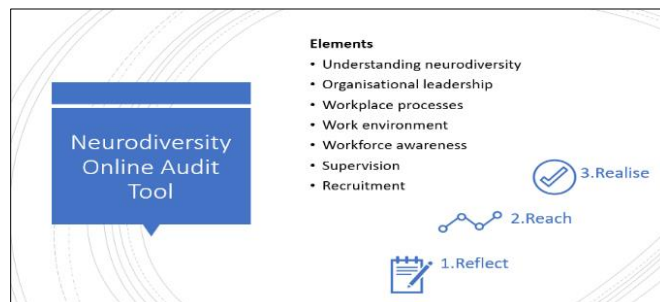 Neurodiversity
Online Audit
Tool
Elements
• Understanding neurodiversity
• Organisational leadership
• Workplace processes
• Work environment
• Workforce awareness
• Supervision
• Recruitment
3.Realise
2.Reach
1.Reflect